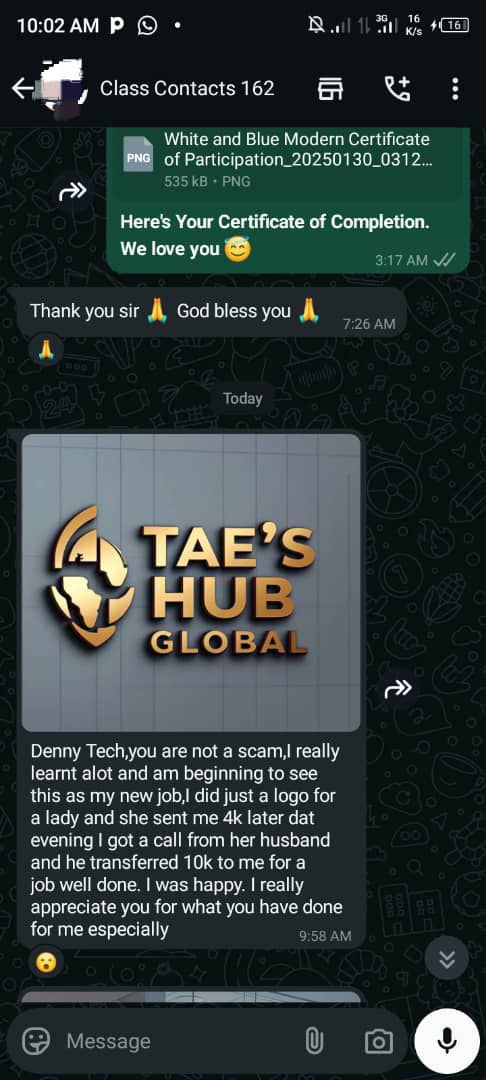 10:02 AM
3G
16
K/s
16
Class Contacts 162
White and Blue Modern Certificate
of Participation_20250130_0312...
PNG
535 kB • PNG
Here's Your Certificate of Completion.
We love you 😇
3:17 AM
Thank you sir 🙏 God bless you 🙏
7:26 AM
🙏
Today
TAE'S
HUB
GLOBAL
Denny Tech,you are not a scam,I really
learnt alot and am beginning to see
this as my new job,I did just a logo for
a lady and she sent me 4k later dat
evening I got a call from her husband
and he transferred 10k to me for a
job well done. I was happy. I really
appreciate you for what you have done
for me especially
9:58 AM
😮
Message